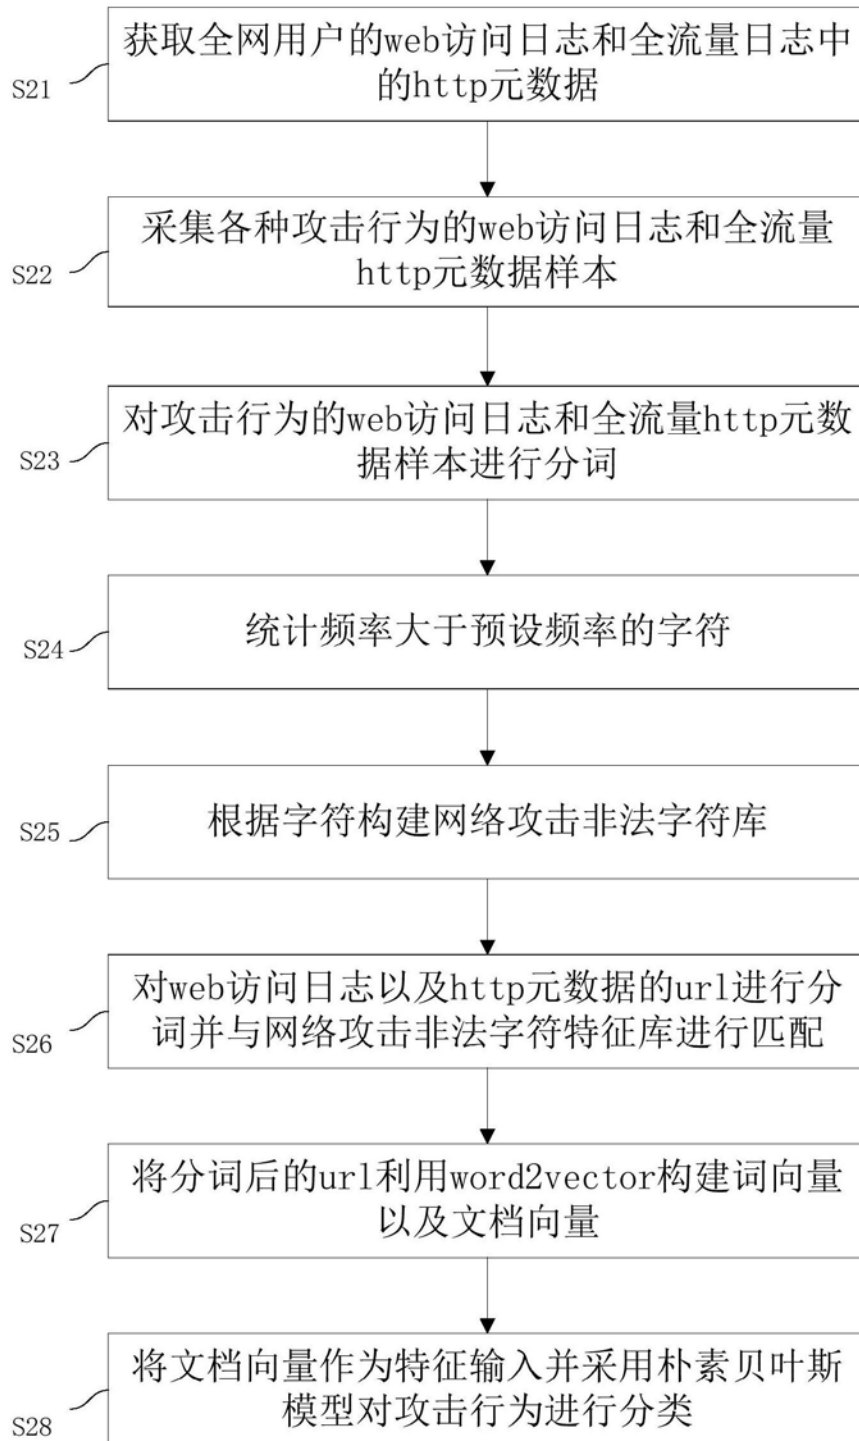 获取全网用户的web访问日志和全流量日志中
的http元数据
S21
采集各种攻击行为的web访问日志和全流量
http元数据样本
S22
对攻击行为的web访问日志和全流量http元数
据样本进行分词
S23
统计频率大于预设频率的字符
S24
根据字符构建网络攻击非法字符库
S25
对web访问日志以及http元数据的url进行分
词并与网络攻击非法字符特征库进行匹配
S26
将分词后的url利用word2vector构建词向量
以及文档向量
S27
将文档向量作为特征输入并采用朴素贝叶斯
模型对攻击行为进行分类
S28